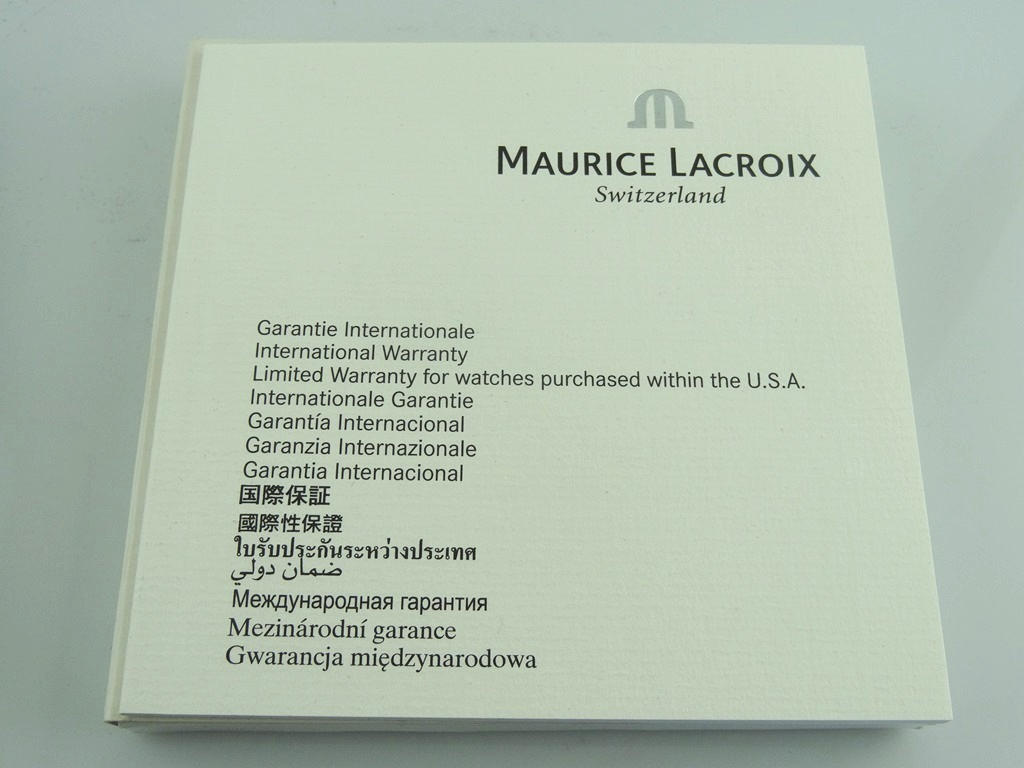 MAURICE LACROIX
Switzerland
Garantie Internationale
International Warranty
Limited Warranty for watches purchased within the U.S.A.
Internationale Garantie
Garantía Internacional
Garanzia Internazionale
Garantia Internacional
国際保証
國際性保證
ใบรับประกันระหว่างประเทศ
ضمان دولي
Международная гарантия
Mezinárodní garance
Gwarancja międzynarodowa